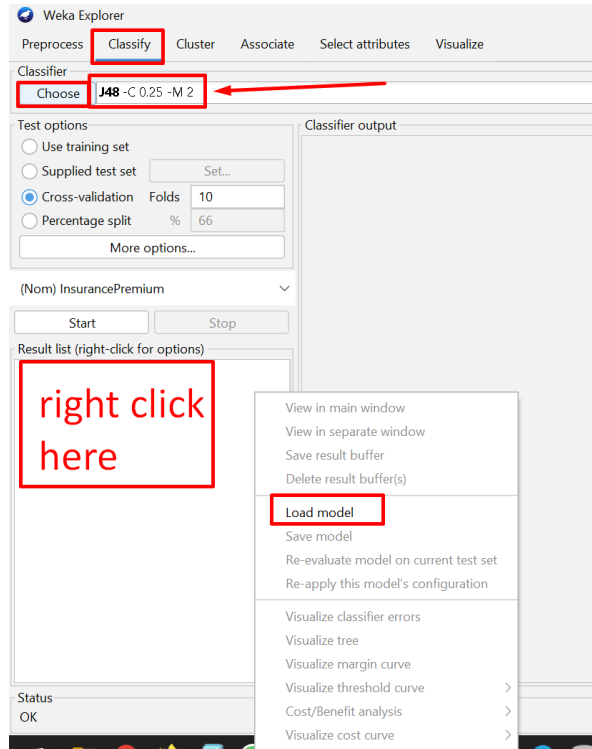 Weka Explorer
Preprocess Classify Cluster Associate Select attributes Visualize
Classifier
Choose J48 -C 0.25 -M 2
Test options
Use training set
Supplied test set Set...
Cross-validation Folds 10
Percentage split % 66
More options...
(Nom) InsurancePremium
Start Stop
Result list (right-click for options)
right click
here
Classifier output
View in main window
View in separate window
Save result buffer
Delete result buffer(s)
Load model
Save model
Re-evaluate model on current test set
Re-apply this model's configuration
Visualize classifier errors
Visualize tree
Visualize margin curve
Visualize threshold curve
Cost/Benefit analysis
Visualize cost curve
Status
OK